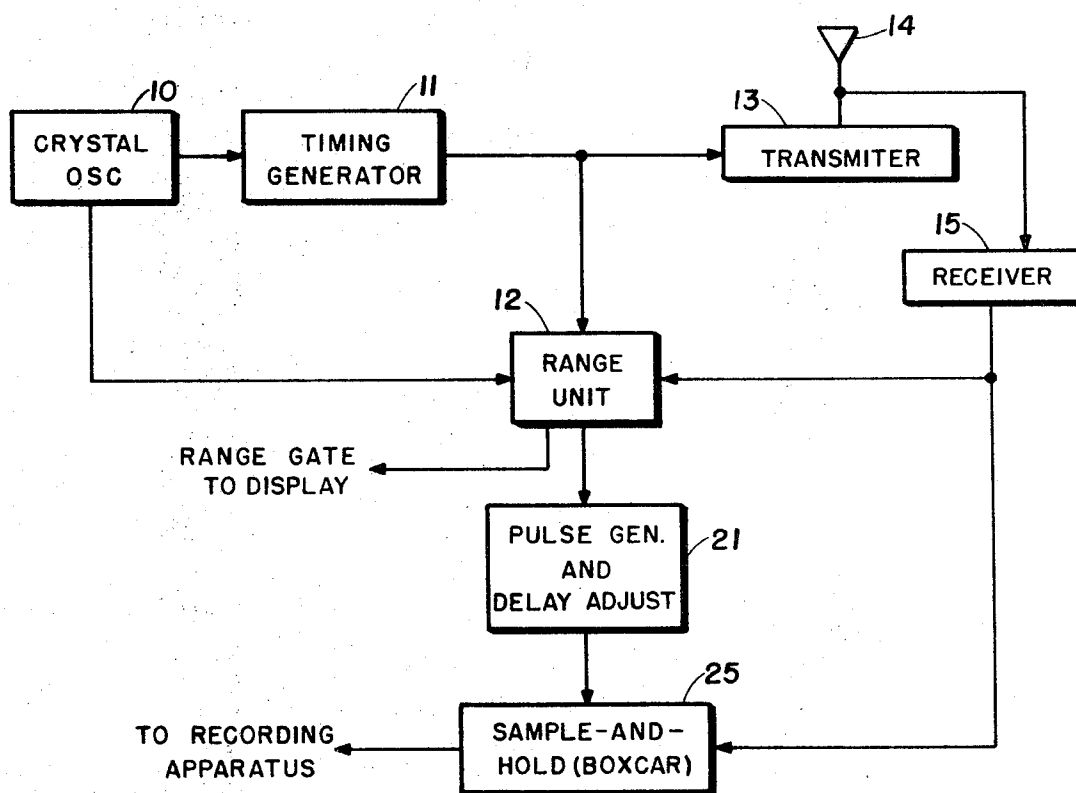 14
10
11
13
CRYSTAL
OSC
TIMING
GENERATOR
TRANSMITER
15
RECEIVER
12
RANGE
UNIT
RANGE GATE
TO DISPLAY
PULSE GEN.
AND
DELAY ADJUST
21
25
SAMPLE-AND-
HOLD (BOXCAR)
TO RECORDING
APPARATUS